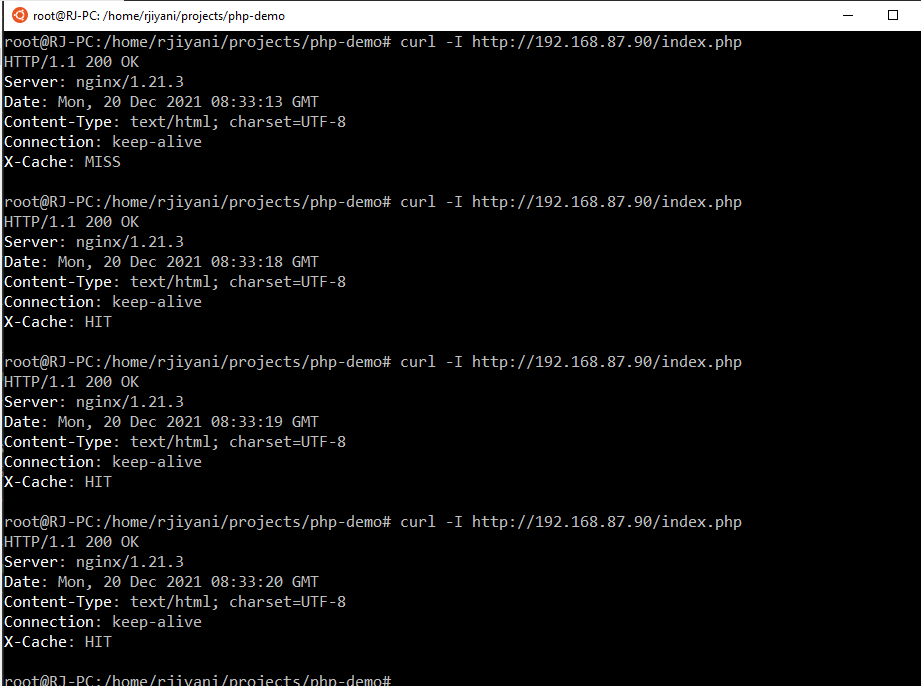 root@RJ-PC: /home/rjiyani/projects/php-demo
root@RJ-PC:/home/rjiyani/projects/php-demo# curl -I http://192.168.87.90/index.php
HTTP/1.1 200 OK
Server: nginx/1.21.3
Date: Mon, 20 Dec 2021 08:33:13 GMT
Content-Type: text/html; charset=UTF-8
Connection: keep-alive
X-Cache: MISS
root@RJ-PC:/home/rjiyani/projects/php-demo# curl -I http://192.168.87.90/index.php
HTTP/1.1 200 OK
Server: nginx/1.21.3
Date: Mon, 20 Dec 2021 08:33:18 GMT
Content-Type: text/html; charset=UTF-8
Connection: keep-alive
X-Cache: HIT
root@RJ-PC:/home/rjiyani/projects/php-demo# curl -I http://192.168.87.90/index.php
HTTP/1.1 200 OK
Server: nginx/1.21.3
Date: Mon, 20 Dec 2021 08:33:19 GMT
Content-Type: text/html; charset=UTF-8
Connection: keep-alive
X-Cache: HIT
root@RJ-PC:/home/rjiyani/projects/php-demo# curl -I http://192.168.87.90/index.php
HTTP/1.1 200 OK
Server: nginx/1.21.3
Date: Mon, 20 Dec 2021 08:33:20 GMT
Content-Type: text/html; charset=UTF-8
Connection: keep-alive
X-Cache: HIT
root@RJ-PC:/home/rjiyani/projects/php-demo#